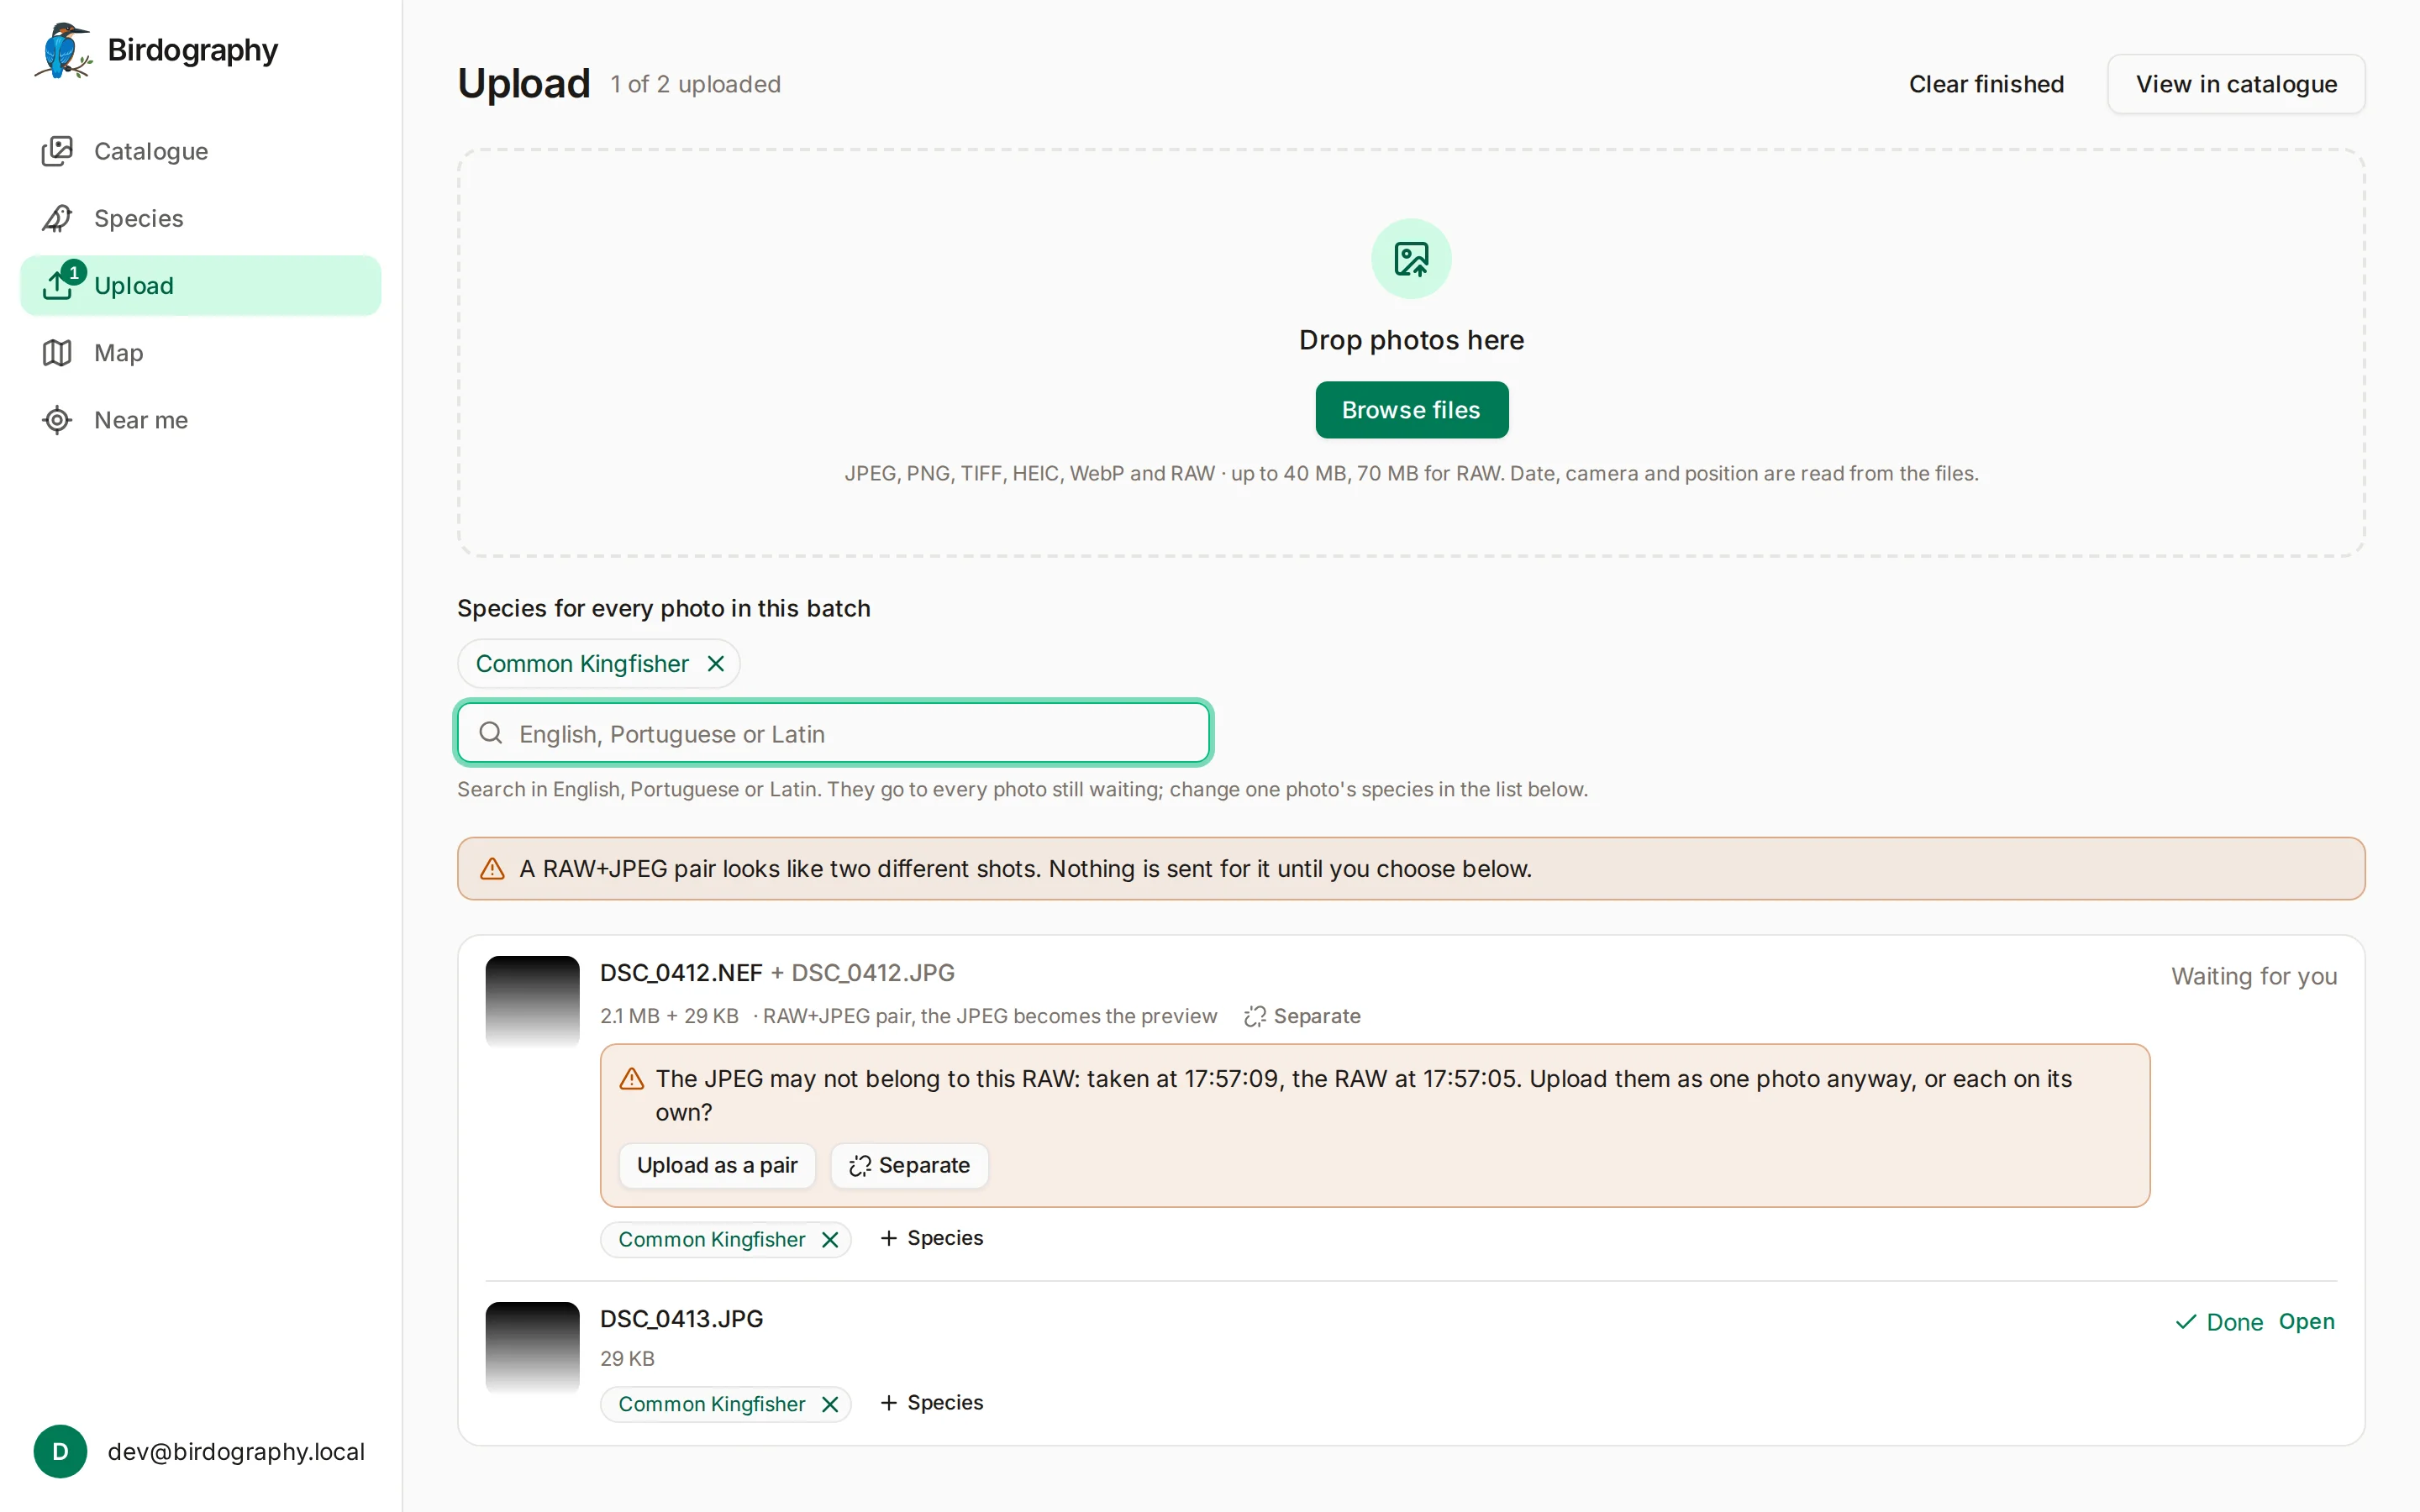 Birdography
Catalogue
Species
1
Upload
Map
Near me
D
dev@birdography.local
Upload 1 of 2 uploaded
Clear finished
View in catalogue
Drop photos here
Browse files
JPEG, PNG, TIFF, HEIC, WebP and RAW · up to 40 MB, 70 MB for RAW. Date, camera and position are read from the files.
Species for every photo in this batch
Common Kingfisher
English, Portuguese or Latin
Search in English, Portuguese or Latin. They go to every photo still waiting; change one photo's species in the list below.
A RAW+JPEG pair looks like two different shots. Nothing is sent for it until you choose below.
DSC_0412.NEF + DSC_0412.JPG
Waiting for you
2.1 MB + 29 KB · RAW+JPEG pair, the JPEG becomes the preview Separate
The JPEG may not belong to this RAW: taken at 17:57:09, the RAW at 17:57:05. Upload them as one photo anyway, or each on its
own?
Upload as a pair Separate
Common Kingfisher + Species
DSC_0413.JPG
Done Open
29 KB
Common Kingfisher + Species